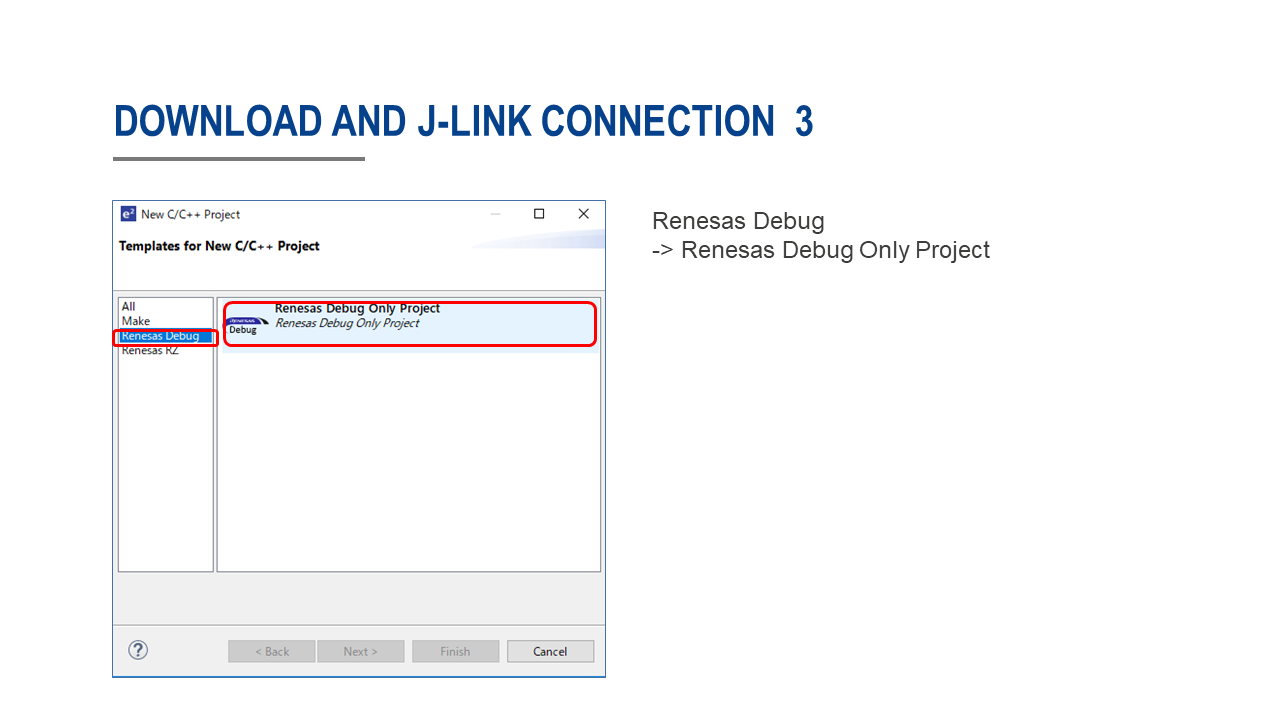 DOWNLOAD AND J-LINK CONNECTION 3
e² New C/C++ Project
Templates for New C/C++ Project
All
Make
Renesas Debug
Renesas RZ
Renesas Debug Only Project
Debug
Renesas Debug Only Project
? < Back Next > Finish Cancel
Renesas Debug
-> Renesas Debug Only Project